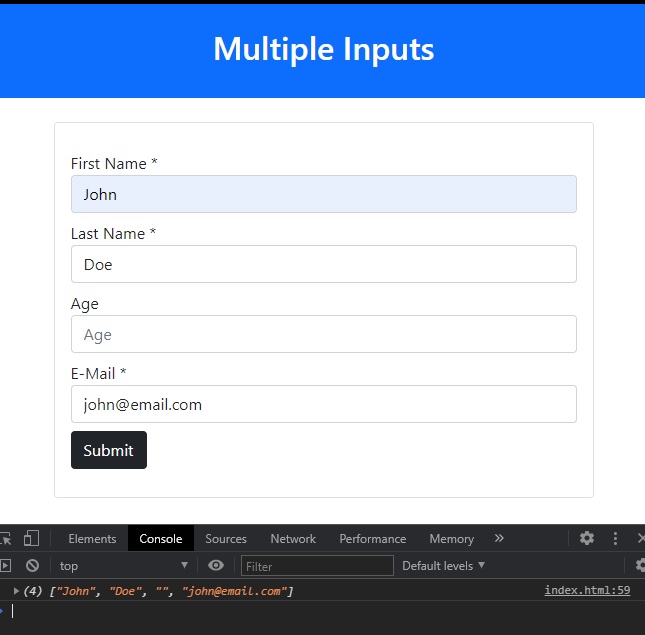 Multiple Inputs
First Name *
John
Last Name *
Doe
Age
Age
E-Mail *
john@email.com
Submit
Elements Console Sources Network Performance Memory »
top ▼ Filter Default levels ▼
▶ (4) ["John", "Doe", "", "john@email.com"] index.html:59